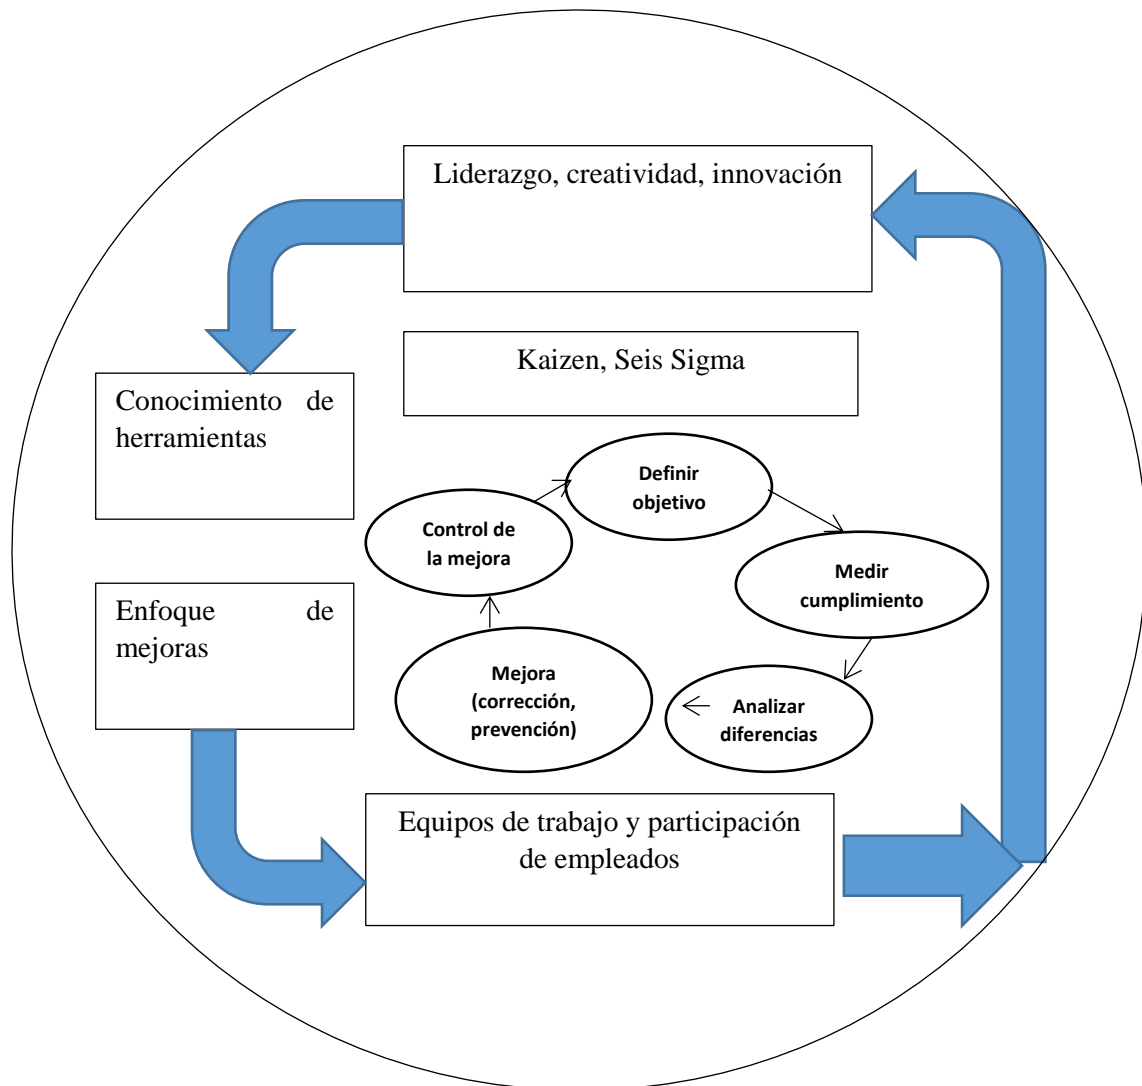 Liderazgo, creatividad, innovación
Kaizen, Seis Sigma
Conocimiento de
herramientas
Definir
objetivo
Control de
la mejora
Medir
cumplimiento
Enfoque de
mejoras
Mejora
(corrección,
prevención)
Analizar
diferencias
Equipos de trabajo y participación
de empleados